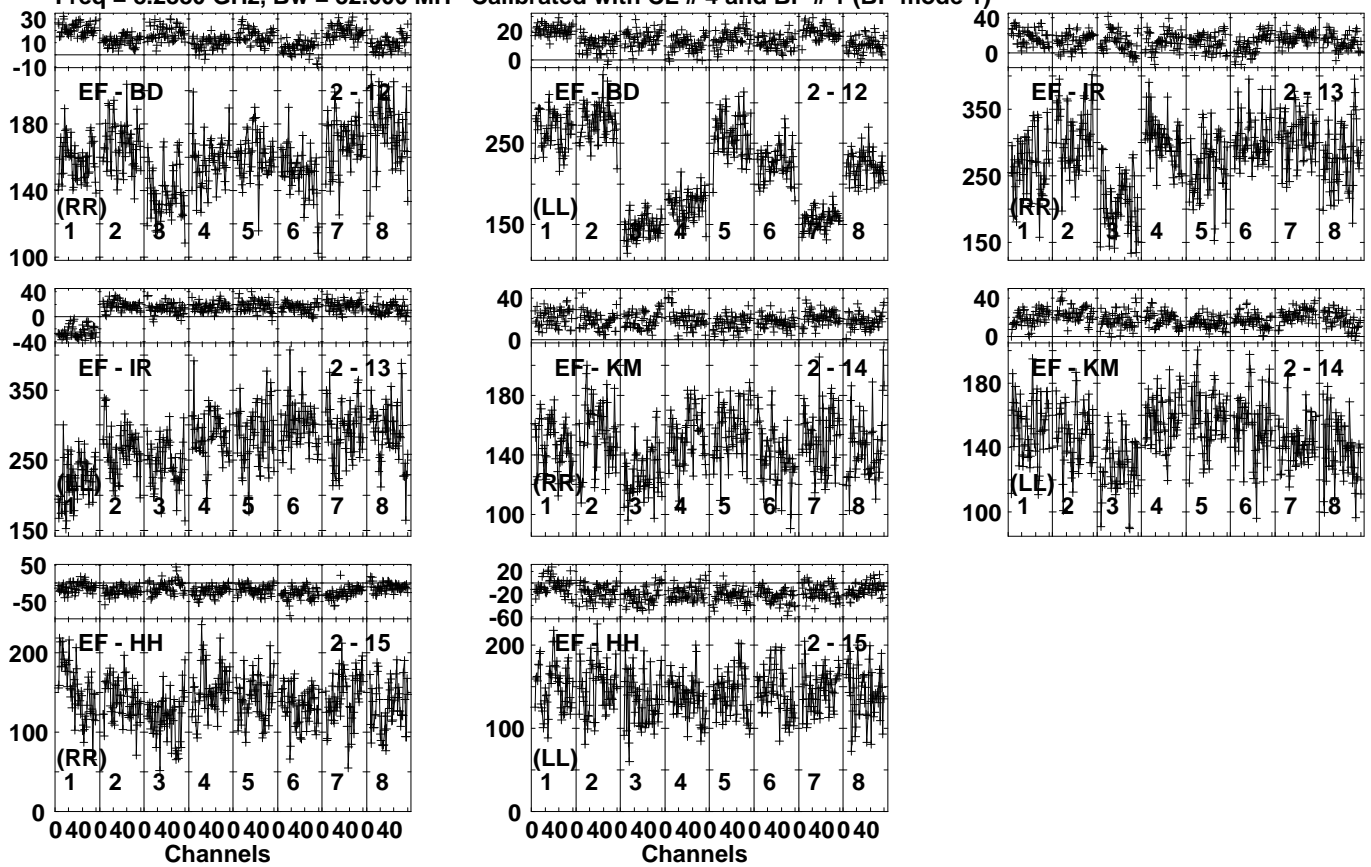 Calibrated with CL # 4 and BP # 1 (BP mode 1)
30
10
-10
EF - BD 2 - 12
180
140
100
(RR)
1 2 3 4 5 6 7 8
20
0
EF - BD 2 - 12
250
150
(LL)
1 2 3 4 5 6 7 8
40
0
EF - IR 2 - 13
350
250
150
(RR)
1 2 3 4 5 6 7 8
40
0
-40
EF - IR 2 - 13
350
250
150
(LL)
1 2 3 4 5 6 7 8
40
0
EF - KM 2 - 14
180
140
100
(RR)
1 2 3 4 5 6 7 8
40
0
EF - KM 2 - 14
180
140
100
(LL)
1 2 3 4 5 6 7 8
50
-50
EF - HH 2 - 15
200
100
0
(RR)
1 2 3 4 5 6 7 8
0 40 0 40 0 40 0 40 0 40 0 40 0 40 0 40
Channels
20
-20
-60
EF - HH 2 - 15
200
100
0
(LL)
1 2 3 4 5 6 7 8
0 40 0 40 0 40 0 40 0 40 0 40 0 40 0 40
Channels